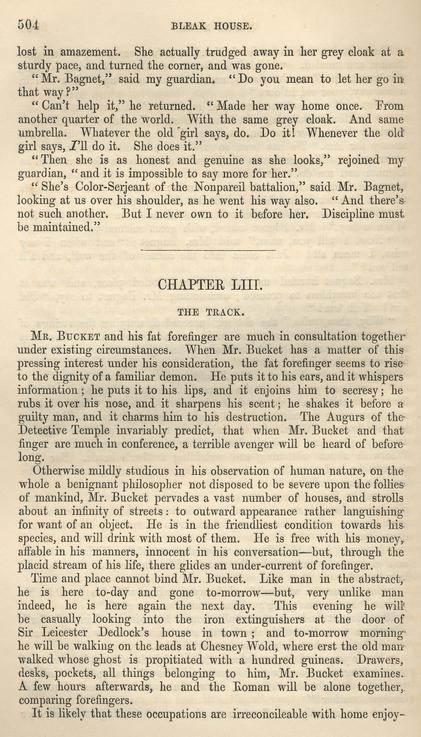 504 BLEAK HOUSE.
lost in amazement. She actually trudged away in her grey cloak at a
sturdy pace, and turned the corner, and was gone.
“Mr. Bagnet,” said my guardian. “Do you mean to let her go in
that way?”
“Can't help it,” he returned. “Made her way home once. From
another quarter of the world. With the same grey cloak. And same
umbrella. Whatever the old girl says, do. Do it! Whenever the old
girl says, I'll do it. She does it.”
“Then she is as honest and genuine as she looks,” rejoined my
guardian, “and it is impossible to say more for her.”
“She's Color-Serjeant of the Nonpareil battalion,” said Mr. Bagnet,
looking at us over his shoulder, as he went his way also. “And there's
not such another. But I never own to it before her. Discipline must
be maintained.”
CHAPTER LIII.
THE TRACK.
MR. BUCKET and his fat forefinger are much in consultation together
under existing circumstances. When Mr. Bucket has a matter of this
pressing interest under his consideration, the fat forefinger seems to rise
to the dignity of a familiar demon. He puts it to his ears, and it whispers
information; he puts it to his lips, and it enjoins him to secresy; he
rubs it over his nose, and it sharpens his scent; he shakes it before a
guilty man, and it charms him to his destruction. The Augurs of the
Detective Temple invariably predict, that when Mr. Bucket and that
finger are much in conference, a terrible avenger will be heard of before
long.
Otherwise mildly studious in his observation of human nature, on the
whole a benignant philosopher not disposed to be severe upon the follies
of mankind, Mr. Bucket pervades a vast number of houses, and strolls
about an infinity of streets: to outward appearance rather languishing
for want of an object. He is in the friendliest condition towards his
species, and will drink with most of them. He is free with his money,
affable in his manners, innocent in his conversation—but, through the
placid stream of his life, there glides an under-current of forefinger.
Time and place cannot bind Mr. Bucket. Like man in the abstract,
he is here to-day and gone to-morrow—but, very unlike man
indeed, he is here again the next day. This evening he will
be casually looking into the iron extinguishers at the door of
Sir Leicester Dedlock's house in town; and to-morrow morning
he will be walking on the leads at Chesney Wold, where erst the old man
walked whose ghost is propitiated with a hundred guineas. Drawers,
desks, pockets, all things belonging to him, Mr. Bucket examines.
A few hours afterwards, he and the Roman will be alone together,
comparing forefingers.
It is likely that these occupations are irreconcileable with home enjoy-